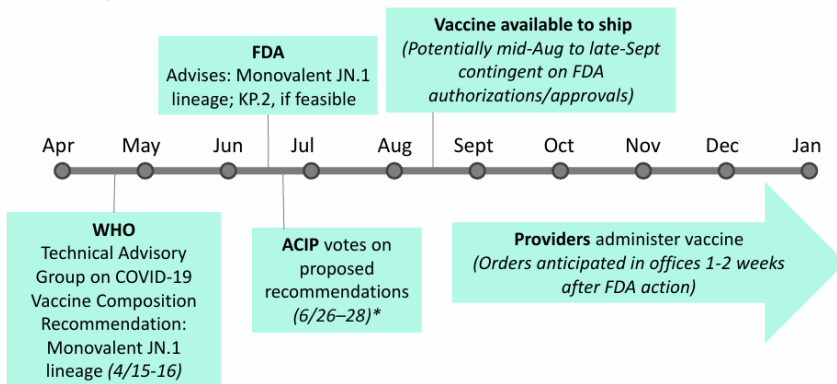 FDA
Advises: Monovalent JN.1
lineage; KP.2, if feasible
Vaccine available to ship
(Potentially mid-Aug to late-Sept
contingent on FDA
authorizations/approvals)
Apr May Jun Jul Aug Sept Oct Nov Dec Jan
WHO
Technical Advisory
Group on COVID-19
Vaccine Composition
Recommendation:
Monovalent JN.1
lineage (4/15-16)
ACIP votes on
proposed
recommendations
(6/26–28)*
Providers administer vaccine
(Orders anticipated in offices 1-2 weeks
after FDA action)